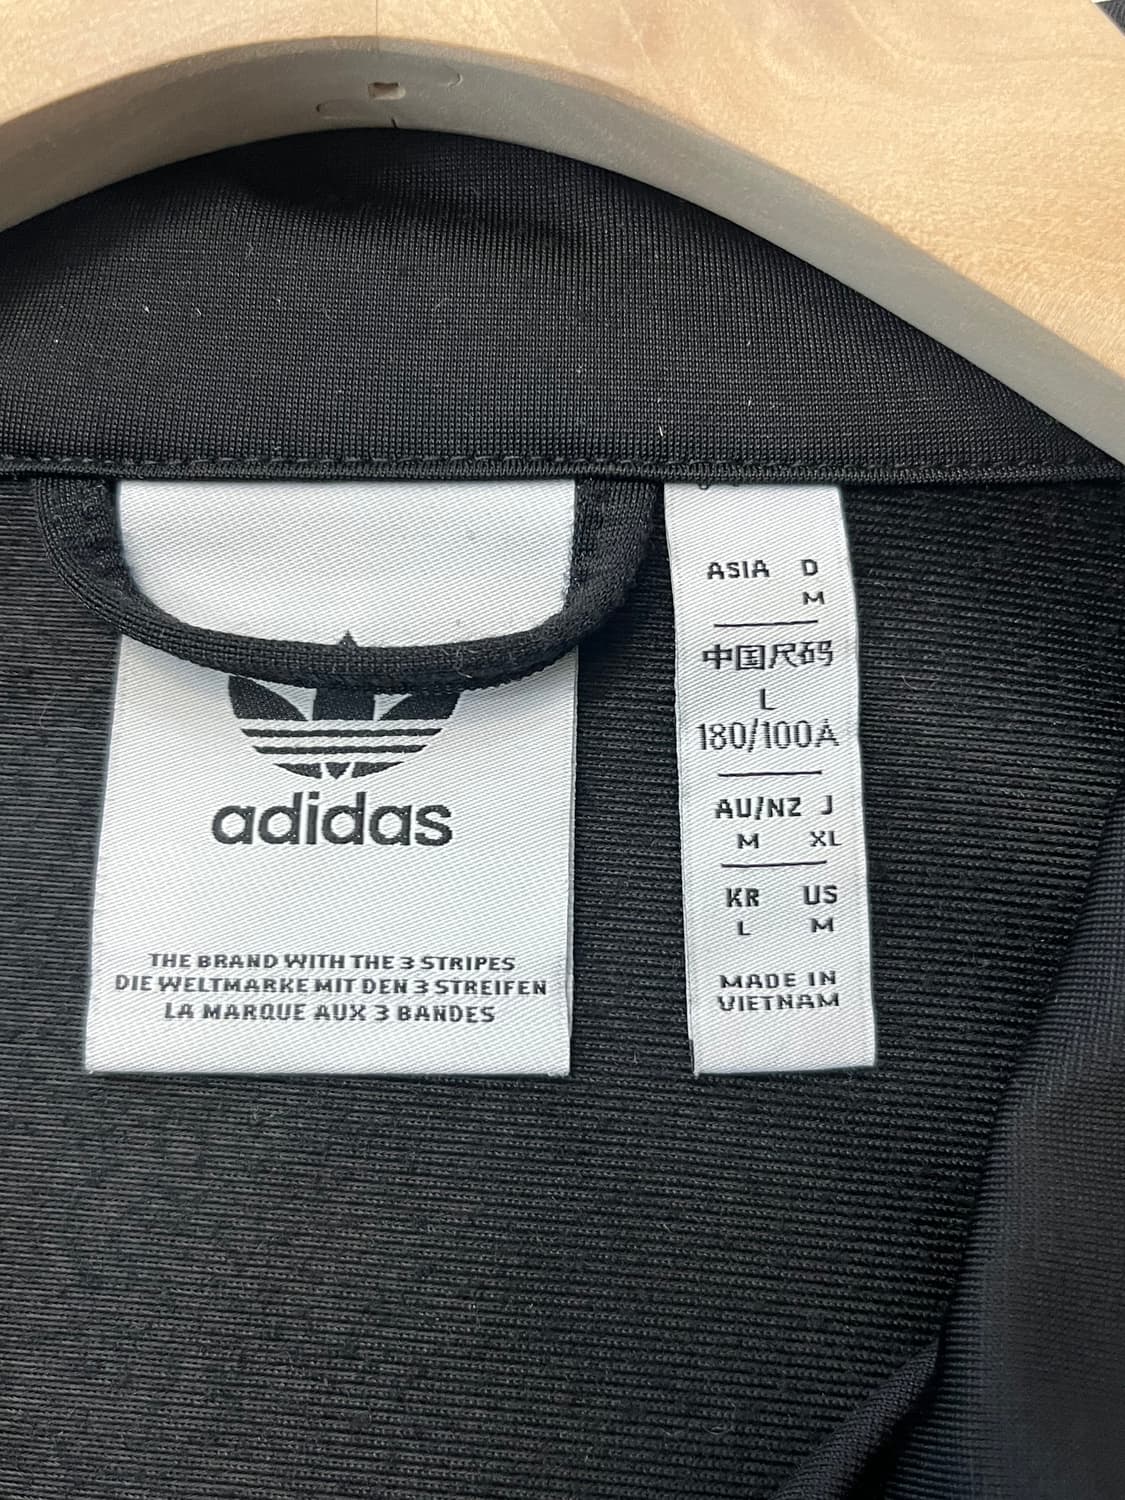 adidas
THE BRAND WITH THE 3 STRIPES
DIE WELTMARKE MIT DEN 3 STREIFEN
LA MARQUE AUX 3 BANDES
ASIA D
M
中国尺码
L
180/100A
AU/NZ J
M XL
KR US
L M
MADE IN
VIETNAM